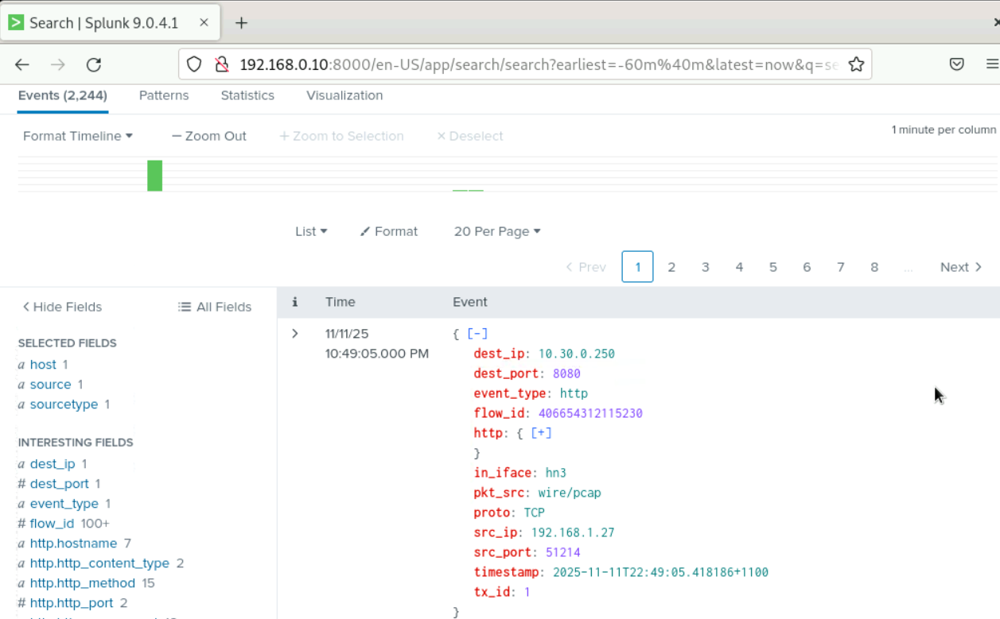 Search | Splunk 9.0.4.1
192.168.0.10:8000/en-US/app/search/search?earliest=-60m%40m&latest=now&q=se
Events (2,244) Patterns Statistics Visualization
Format Timeline — Zoom Out + Zoom to Selection × Deselect 1 minute per column
List Format 20 Per Page
< Prev 1 2 3 4 5 6 7 8 ... Next >
< Hide Fields All Fields
i Time Event
SELECTED FIELDS
a host 1
a source 1
a sourcetype 1
INTERESTING FIELDS
a dest_ip 1
# dest_port 1
a event_type 1
# flow_id 100+
a http.hostname 7
a http.http_content_type 2
a http.http_method 15
# http.http_port 2
> 11/11/25
10:49:05.000 PM
{ [-]
dest_ip: 10.30.0.250
dest_port: 8080
event_type: http
flow_id: 406654312115230
http: { [+]
}
in_iface: hn3
pkt_src: wire/pcap
proto: TCP
src_ip: 192.168.1.27
src_port: 51214
timestamp: 2025-11-11T22:49:05.418186+1100
tx_id: 1
}